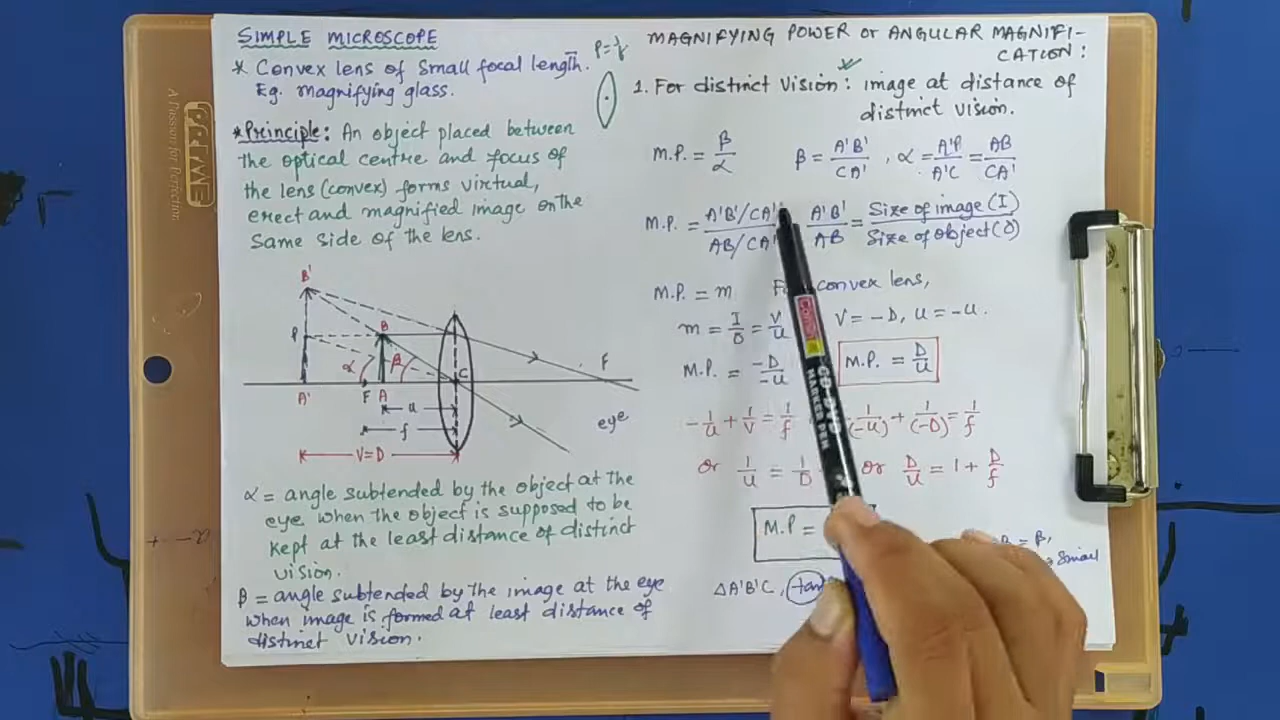 SIMPLE MICROSCOPE
* Convex lens of small focal length.
Eg. magnifying glass.
P=1/f
*Principle: An object placed between
the optical centre and focus of
the lens (convex) forms virtual,
erect and magnified image on the
same side of the lens.
B'
P
B
α
β
C
F
A'
F
A
u
f
V=D
eye
α = angle subtended by the object at the
eye when the object is supposed to be
kept at the least distance of distinct
vision.
β = angle subtended by the image at the eye
when image is formed at least distance of
distinct vision.
MAGNIFYING POWER or ANGULAR MAGNIFI-
CATION:
1. For distinct vision: image at distance of
distinct vision.
M.P. = β/α β = A'B'/CA' , α = A'P/A'C = AB/CA'
M.P. = A'B'/CA' / AB/CA' A'B'/AB = Size of image (I)/Size of object (O)
M.P. = m convex lens,
m = I/O = V/u V = -D, u = -u.
M.P. = -D/-u M.P. = D/u
-1/u + 1/v = 1/f 1/(-u) + 1/(-D) = 1/f
or 1/u = 1/D or D/u = 1 + D/f
M.P =
= β,
small
ΔA'B'C, tan